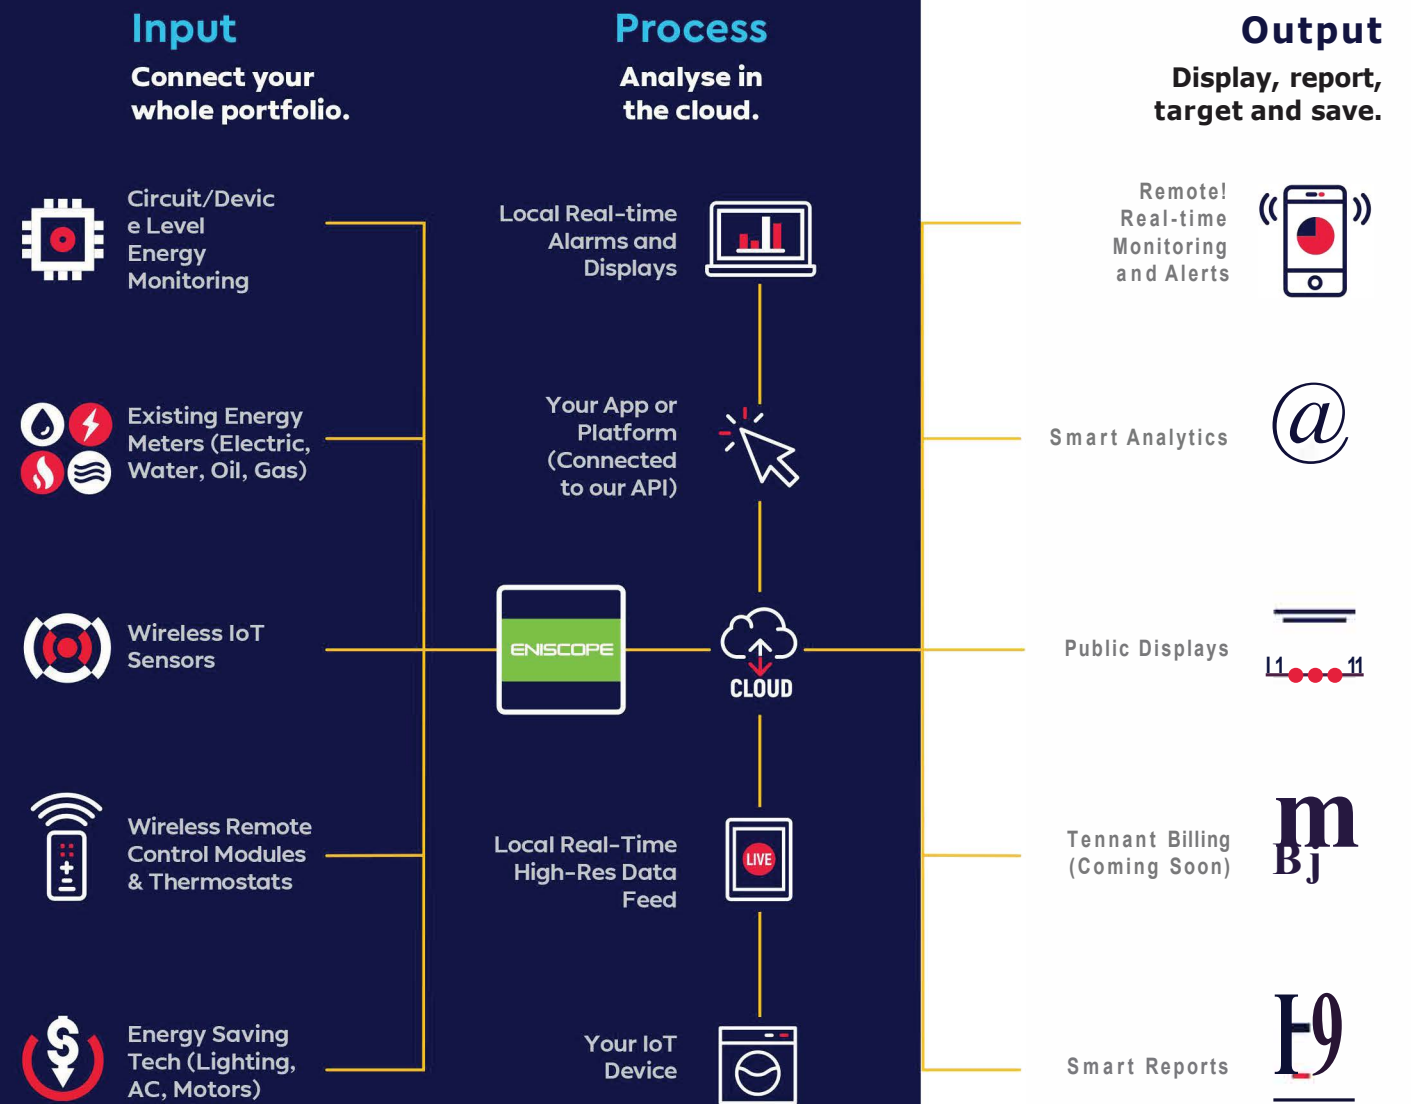 Input
Connect your
whole portfolio.
Circuit/Devic
e Level
Energy
Monitoring
Existing Energy
Meters (Electric,
Water, Oil, Gas)
Wireless IoT
Sensors
Wireless Remote
Control Modules
& Thermostats
Energy Saving
Tech (Lighting,
AC, Motors)
Process
Analyse in
the cloud.
Local Real-time
Alarms and
Displays
Your App or
Platform
(Connected
to our API)
ENISCOPE
CLOUD
Local Real-Time
High-Res Data
Feed
LIVE
Your IoT
Device
Output
Display, report,
target and save.
Remote!
Real-time
Monitoring
and Alerts
Smart Analytics
@
Public Displays
L1 11
Tennant Billing
(Coming Soon)
m
Bj
Smart Reports